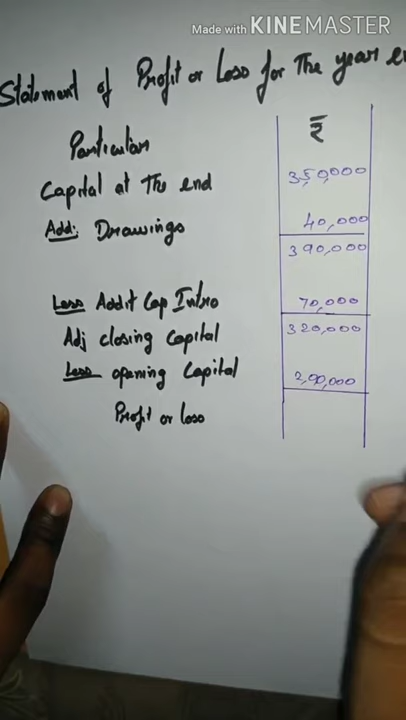 Made with KINEMASTER
Statement of Profit or Loss for The year
Particulars ₹
Capital at The end 3,50,000
Add: Drawings 40,000
3 90,000
Less Addit Cap Intro 70,000
Adj closing Capital 3 20,000
Less opening Capital 2,90,000
Profit or loss